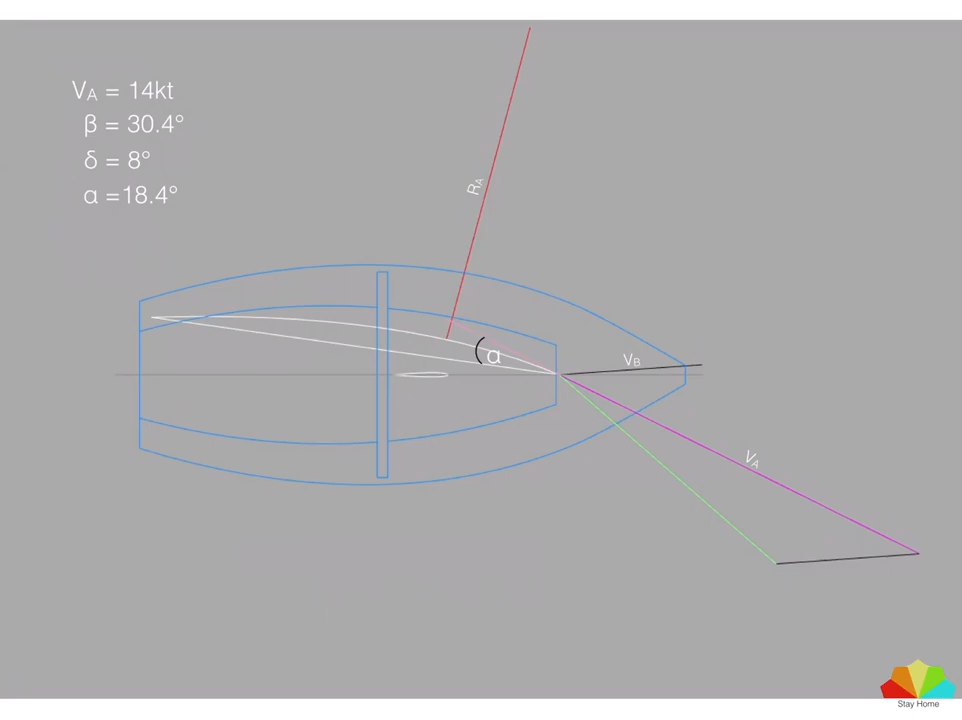 VA = 14kt
β = 30.4°
δ = 8°
α =18.4°
RA
α
VB
VA
Stay Home